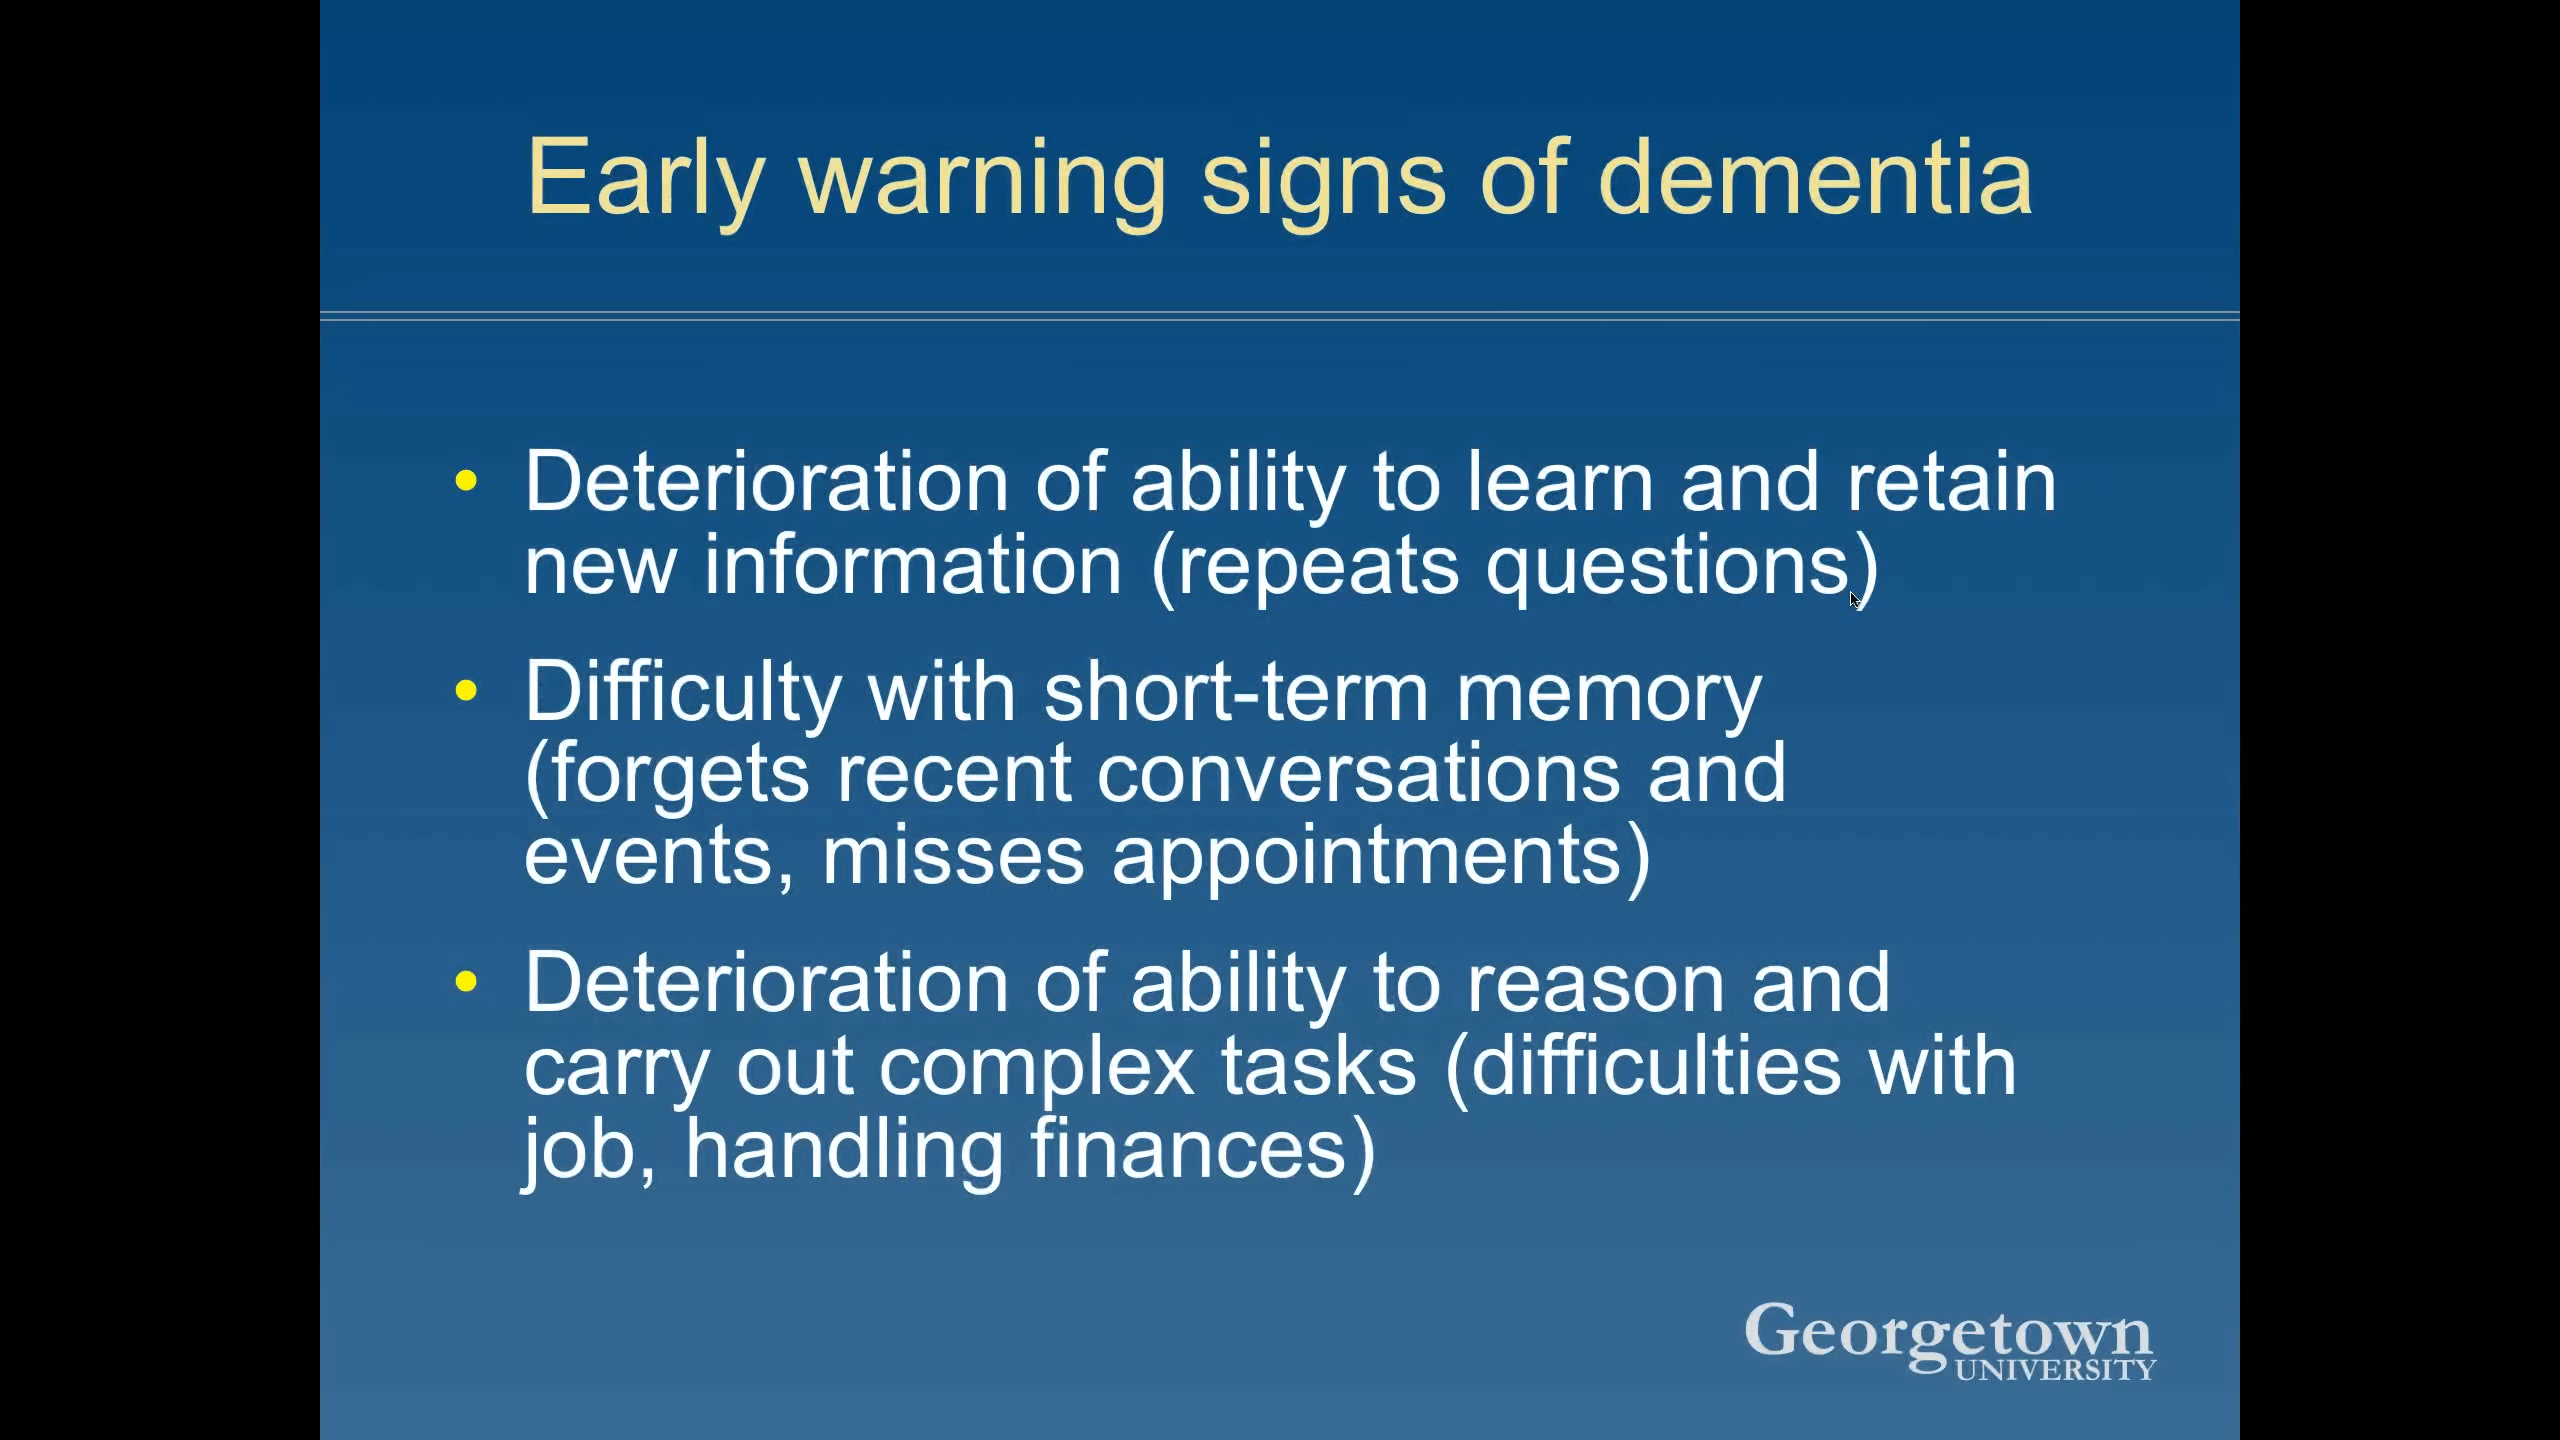 Early warning signs of dementia
• Deterioration of ability to learn and retain
new information (repeats questions)
• Difficulty with short-term memory
(forgets recent conversations and
events, misses appointments)
• Deterioration of ability to reason and
carry out complex tasks (difficulties with
job, handling finances)
Georgetown
UNIVERSITY